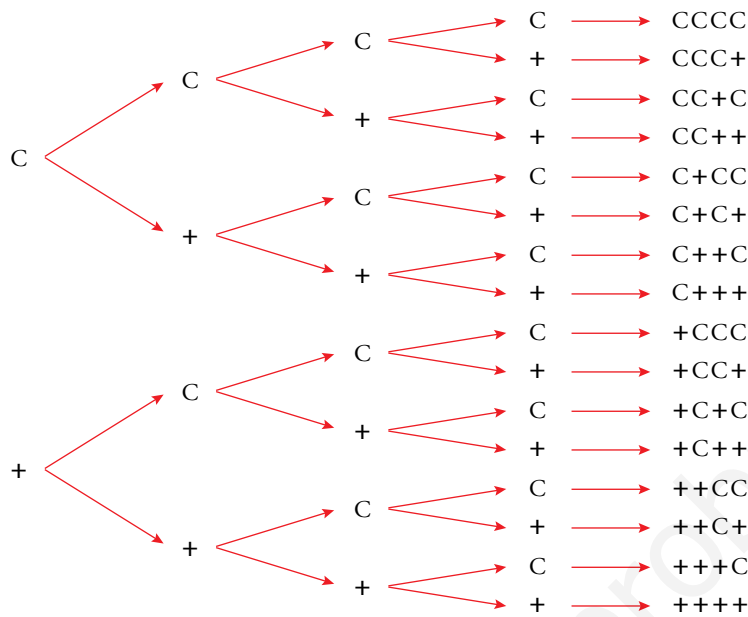 C CCCC
C
+ CCC+
C
C CC+C
+
+ CC++
C
C C+CC
C
+ C+C+
+
C C++C
+
+ C+++
C +CCC
C
+ +CC+
C
C +C+C
+
+ +C++
+
C ++CC
C
+ ++C+
+
C +++C
+
+ ++++